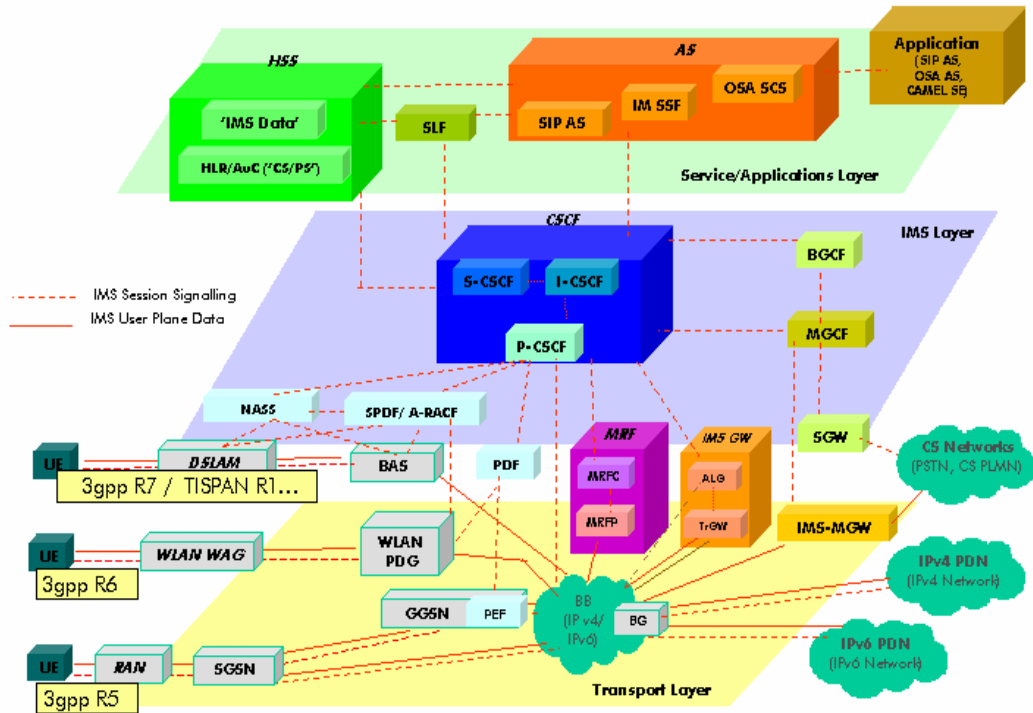 HSS
AS
Application
(SIP AS,
OSA AS,
CAMEL SE)
'IMS Data'
SLF
SIP AS
IM SSF
OSA SCS
HLR/AuC ('CS/PS')
Service/Applications Layer
CSCF
IMS Layer
S-CSCF
I-CSCF
BGCF
IMS Session Signalling
IMS User Plane Data
P-CSCF
MGCF
NASS
SPDF/ A-RACF
MRF
IMS GW
SGW
CS Networks
(PSTN, CS PLMN)
UE
DSLAM
BAS
PDF
MRFC
ALG
3gpp R7 / TISPAN R1...
MRFP
TrGW
IMS-MGW
UE
WLAN WAG
WLAN
PDG
IPv4 PDN
(IPv4 Network)
3gpp R6
GGSN
PEF
BB
(IP v4/
IPv6)
BG
IPv6 PDN
(IPv6 Network)
UE
RAN
SGSN
3gpp R5
Transport Layer